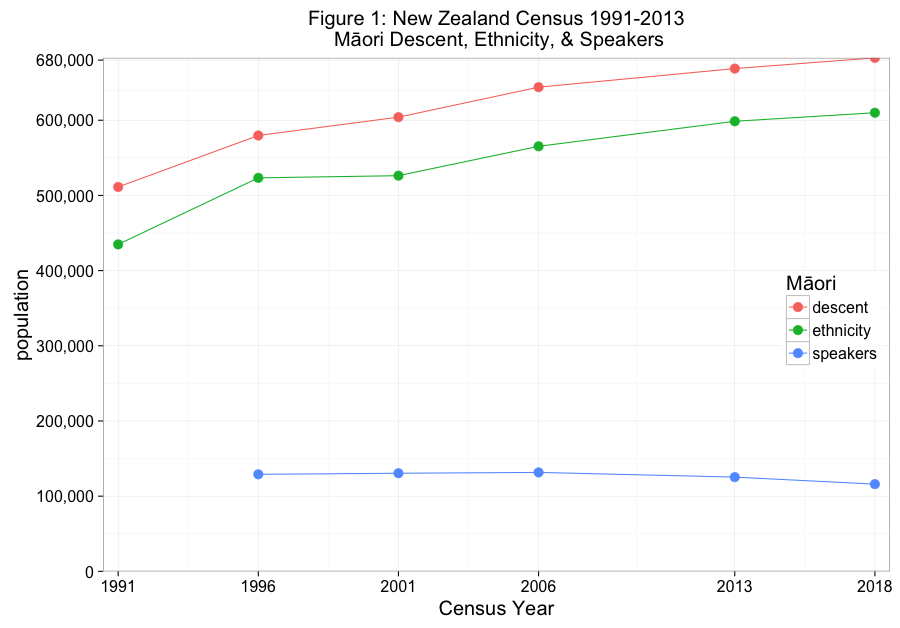 Figure 1: New Zealand Census 1991-2013
Māori Descent, Ethnicity, & Speakers
680,000
600,000
500,000
400,000
300,000
200,000
100,000
0
population
Māori
descent
ethnicity
speakers
1991 1996 2001 2006 2013 2018
Census Year